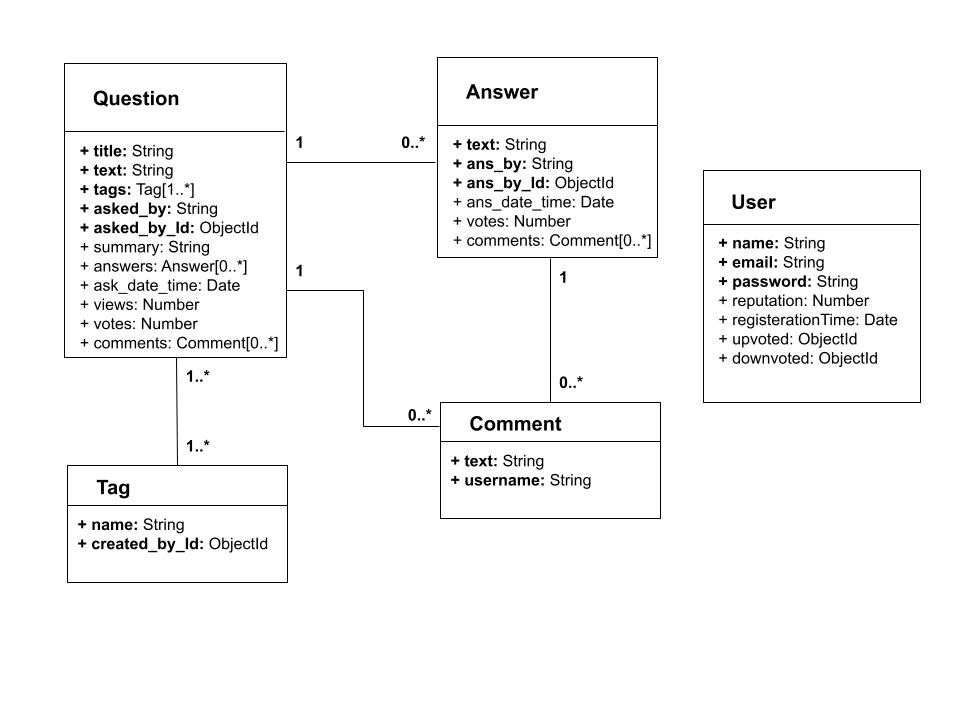 Question
+ title: String
+ text: String
+ tags: Tag[1..*]
+ asked_by: String
+ asked_by_Id: ObjectId
+ summary: String
+ answers: Answer[0..*]
+ ask_date_time: Date
+ views: Number
+ votes: Number
+ comments: Comment[0..*]
1
0..*
Answer
+ text: String
+ ans_by: String
+ ans_by_Id: ObjectId
+ ans_date_time: Date
+ votes: Number
+ comments: Comment[0..*]
User
+ name: String
+ email: String
+ password: String
+ reputation: Number
+ registerationTime: Date
+ upvoted: ObjectId
+ downvoted: ObjectId
1
0..*
1
0..*
1..*
1..*
Tag
+ name: String
+ created_by_Id: ObjectId
Comment
+ text: String
+ username: String